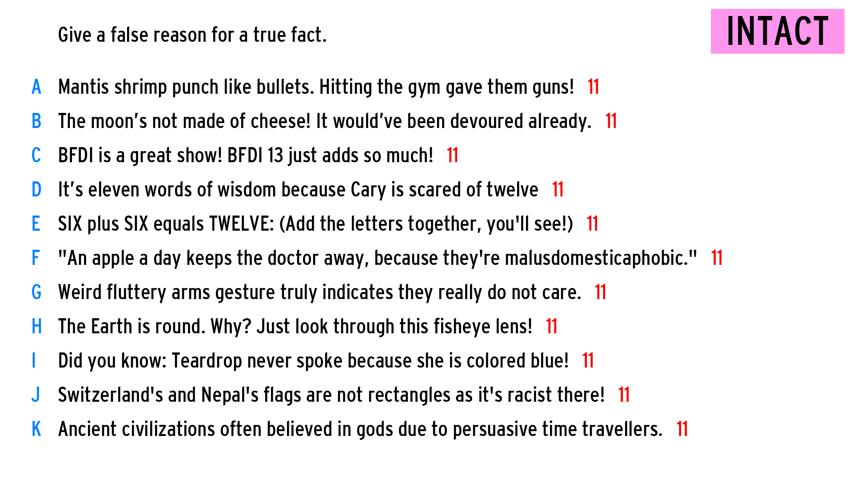 Give a false reason for a true fact.
INTACT
A Mantis shrimp punch like bullets. Hitting the gym gave them guns! 11
B The moon’s not made of cheese! It would’ve been devoured already. 11
C BFDI is a great show! BFDI 13 just adds so much! 11
D It’s eleven words of wisdom because Cary is scared of twelve 11
E SIX plus SIX equals TWELVE: (Add the letters together, you'll see!) 11
F "An apple a day keeps the doctor away, because they're malusdomesticaphobic." 11
G Weird fluttery arms gesture truly indicates they really do not care. 11
H The Earth is round. Why? Just look through this fisheye lens! 11
I Did you know: Teardrop never spoke because she is colored blue! 11
J Switzerland's and Nepal's flags are not rectangles as it's racist there! 11
K Ancient civilizations often believed in gods due to persuasive time travellers. 11